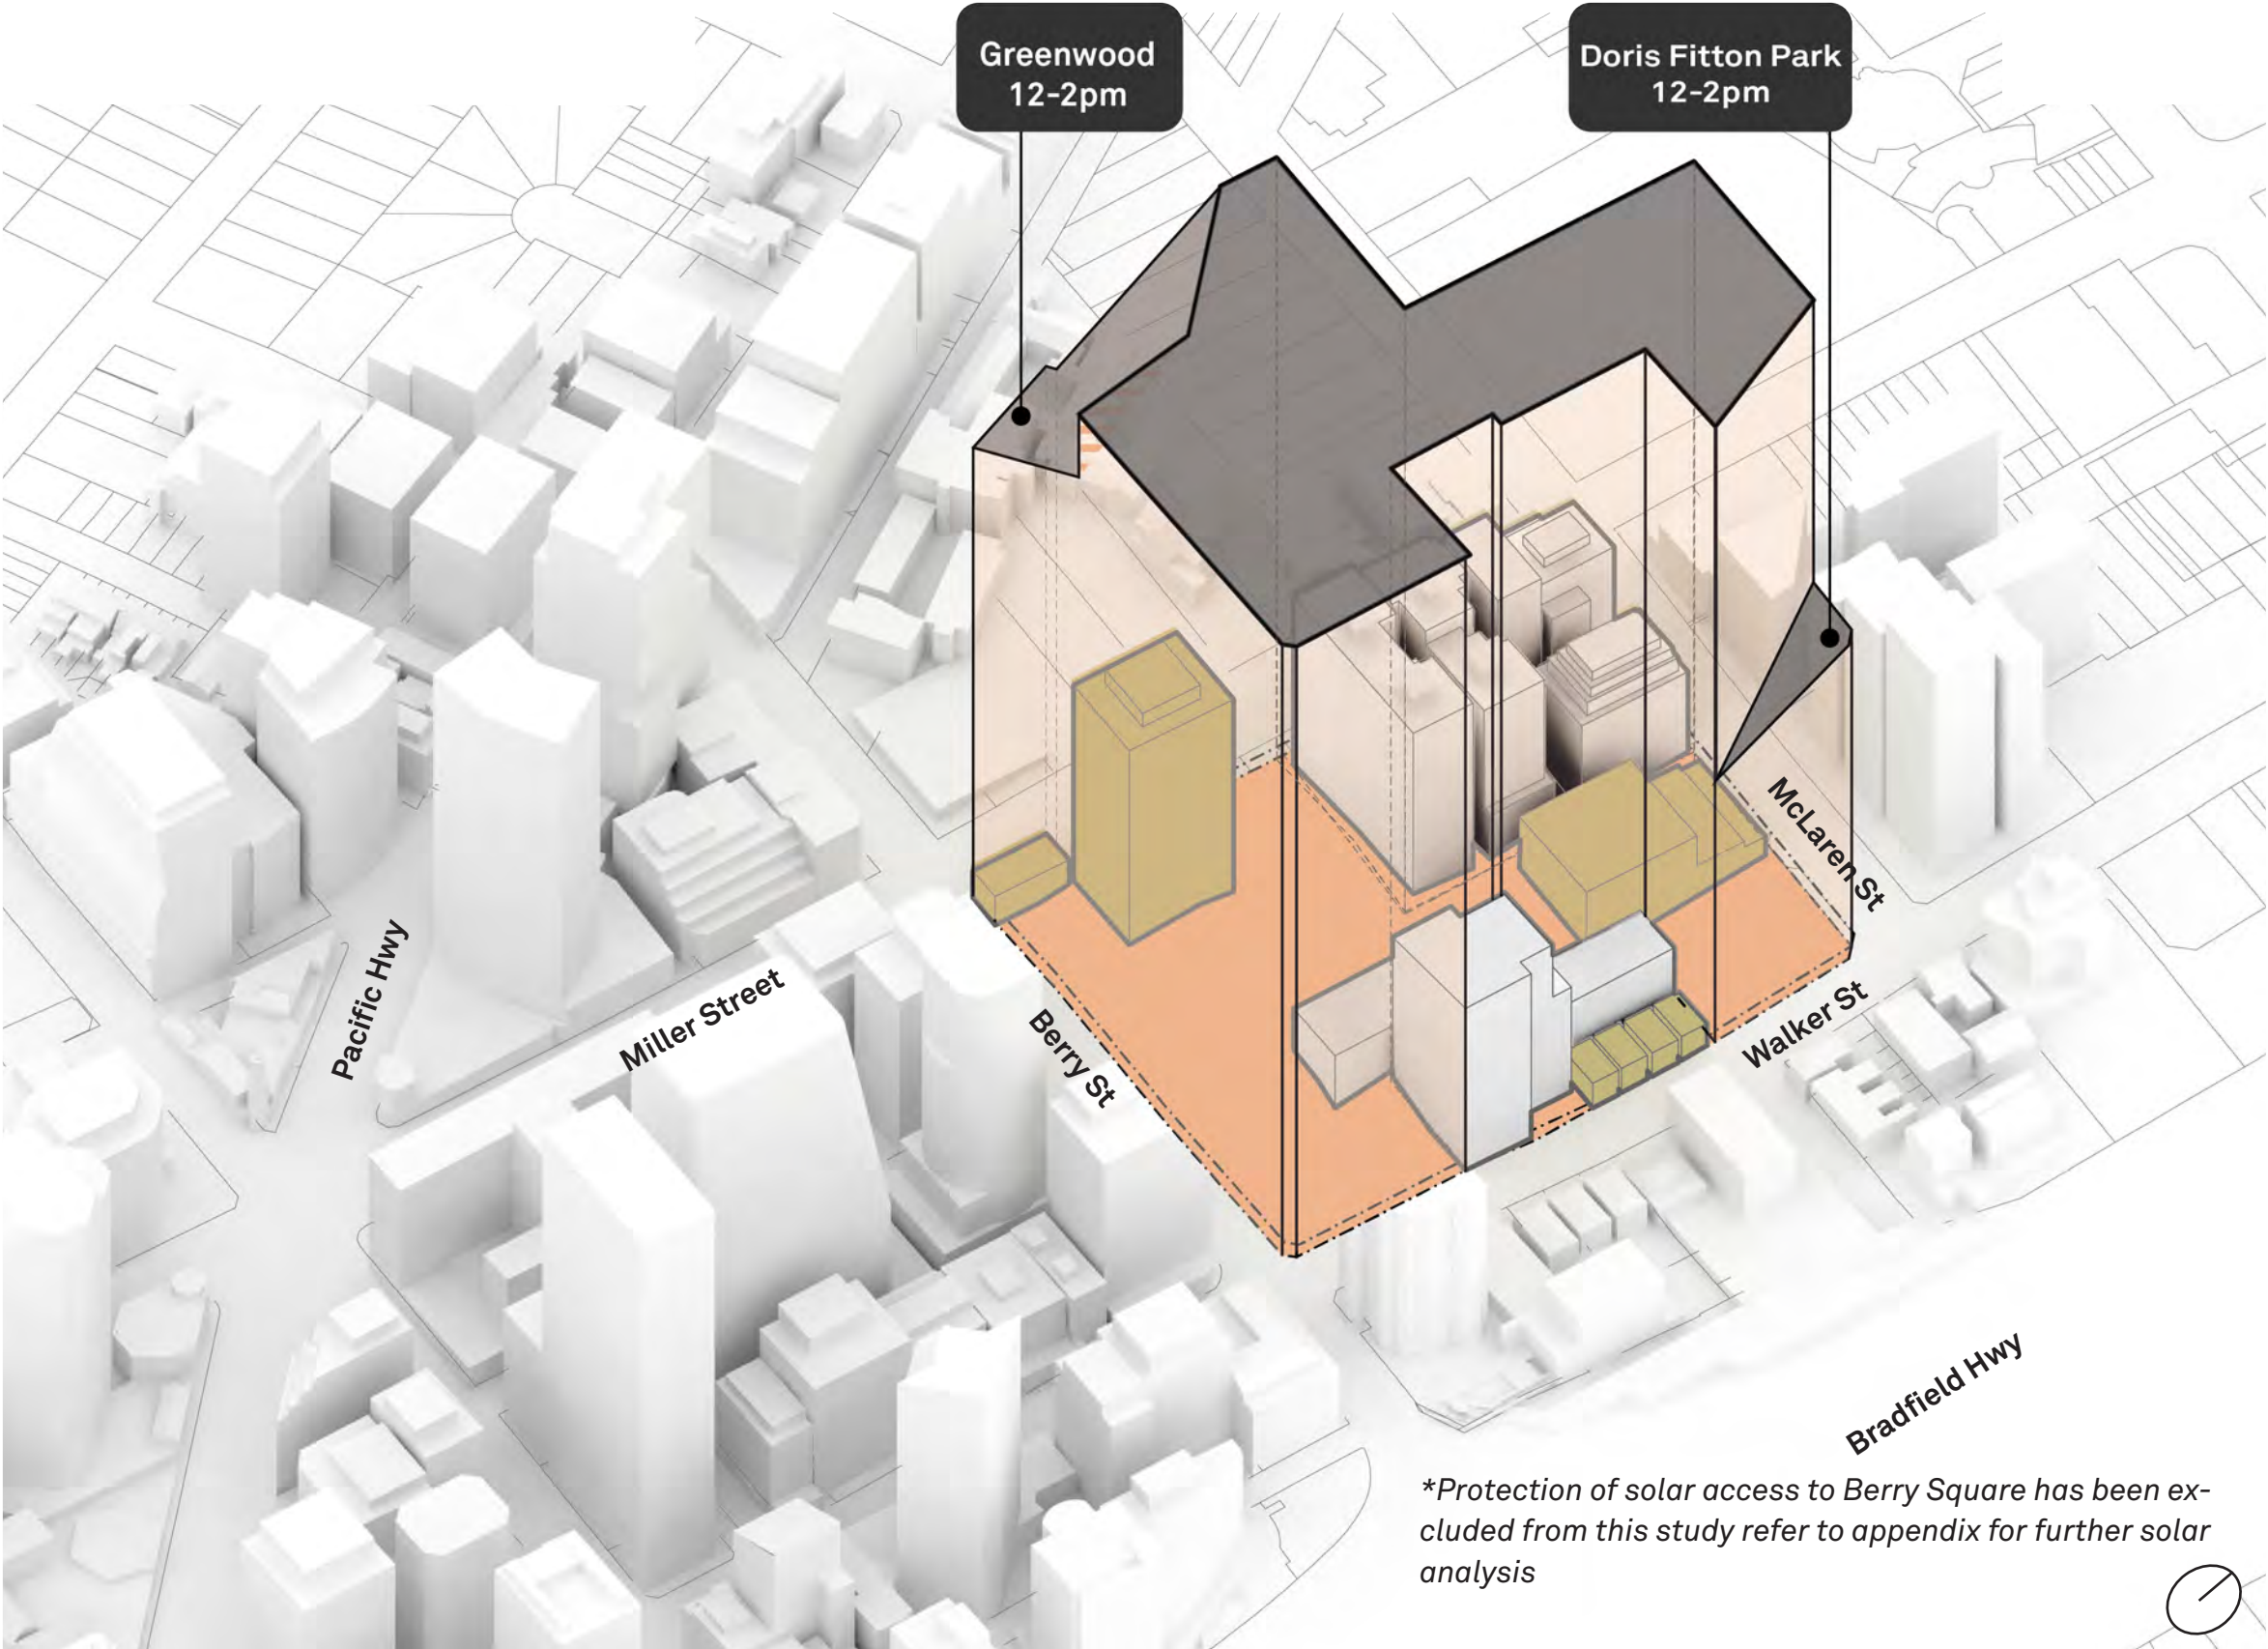 Greenwood
12-2pm
Doris Fitton Park
12-2pm
McLaren St
Pacific Hwy
Miller Street
Berry St
Walker St
Bradfield Hwy
*Protection of solar access to Berry Square has been ex-
cluded from this study refer to appendix for further solar
analysis